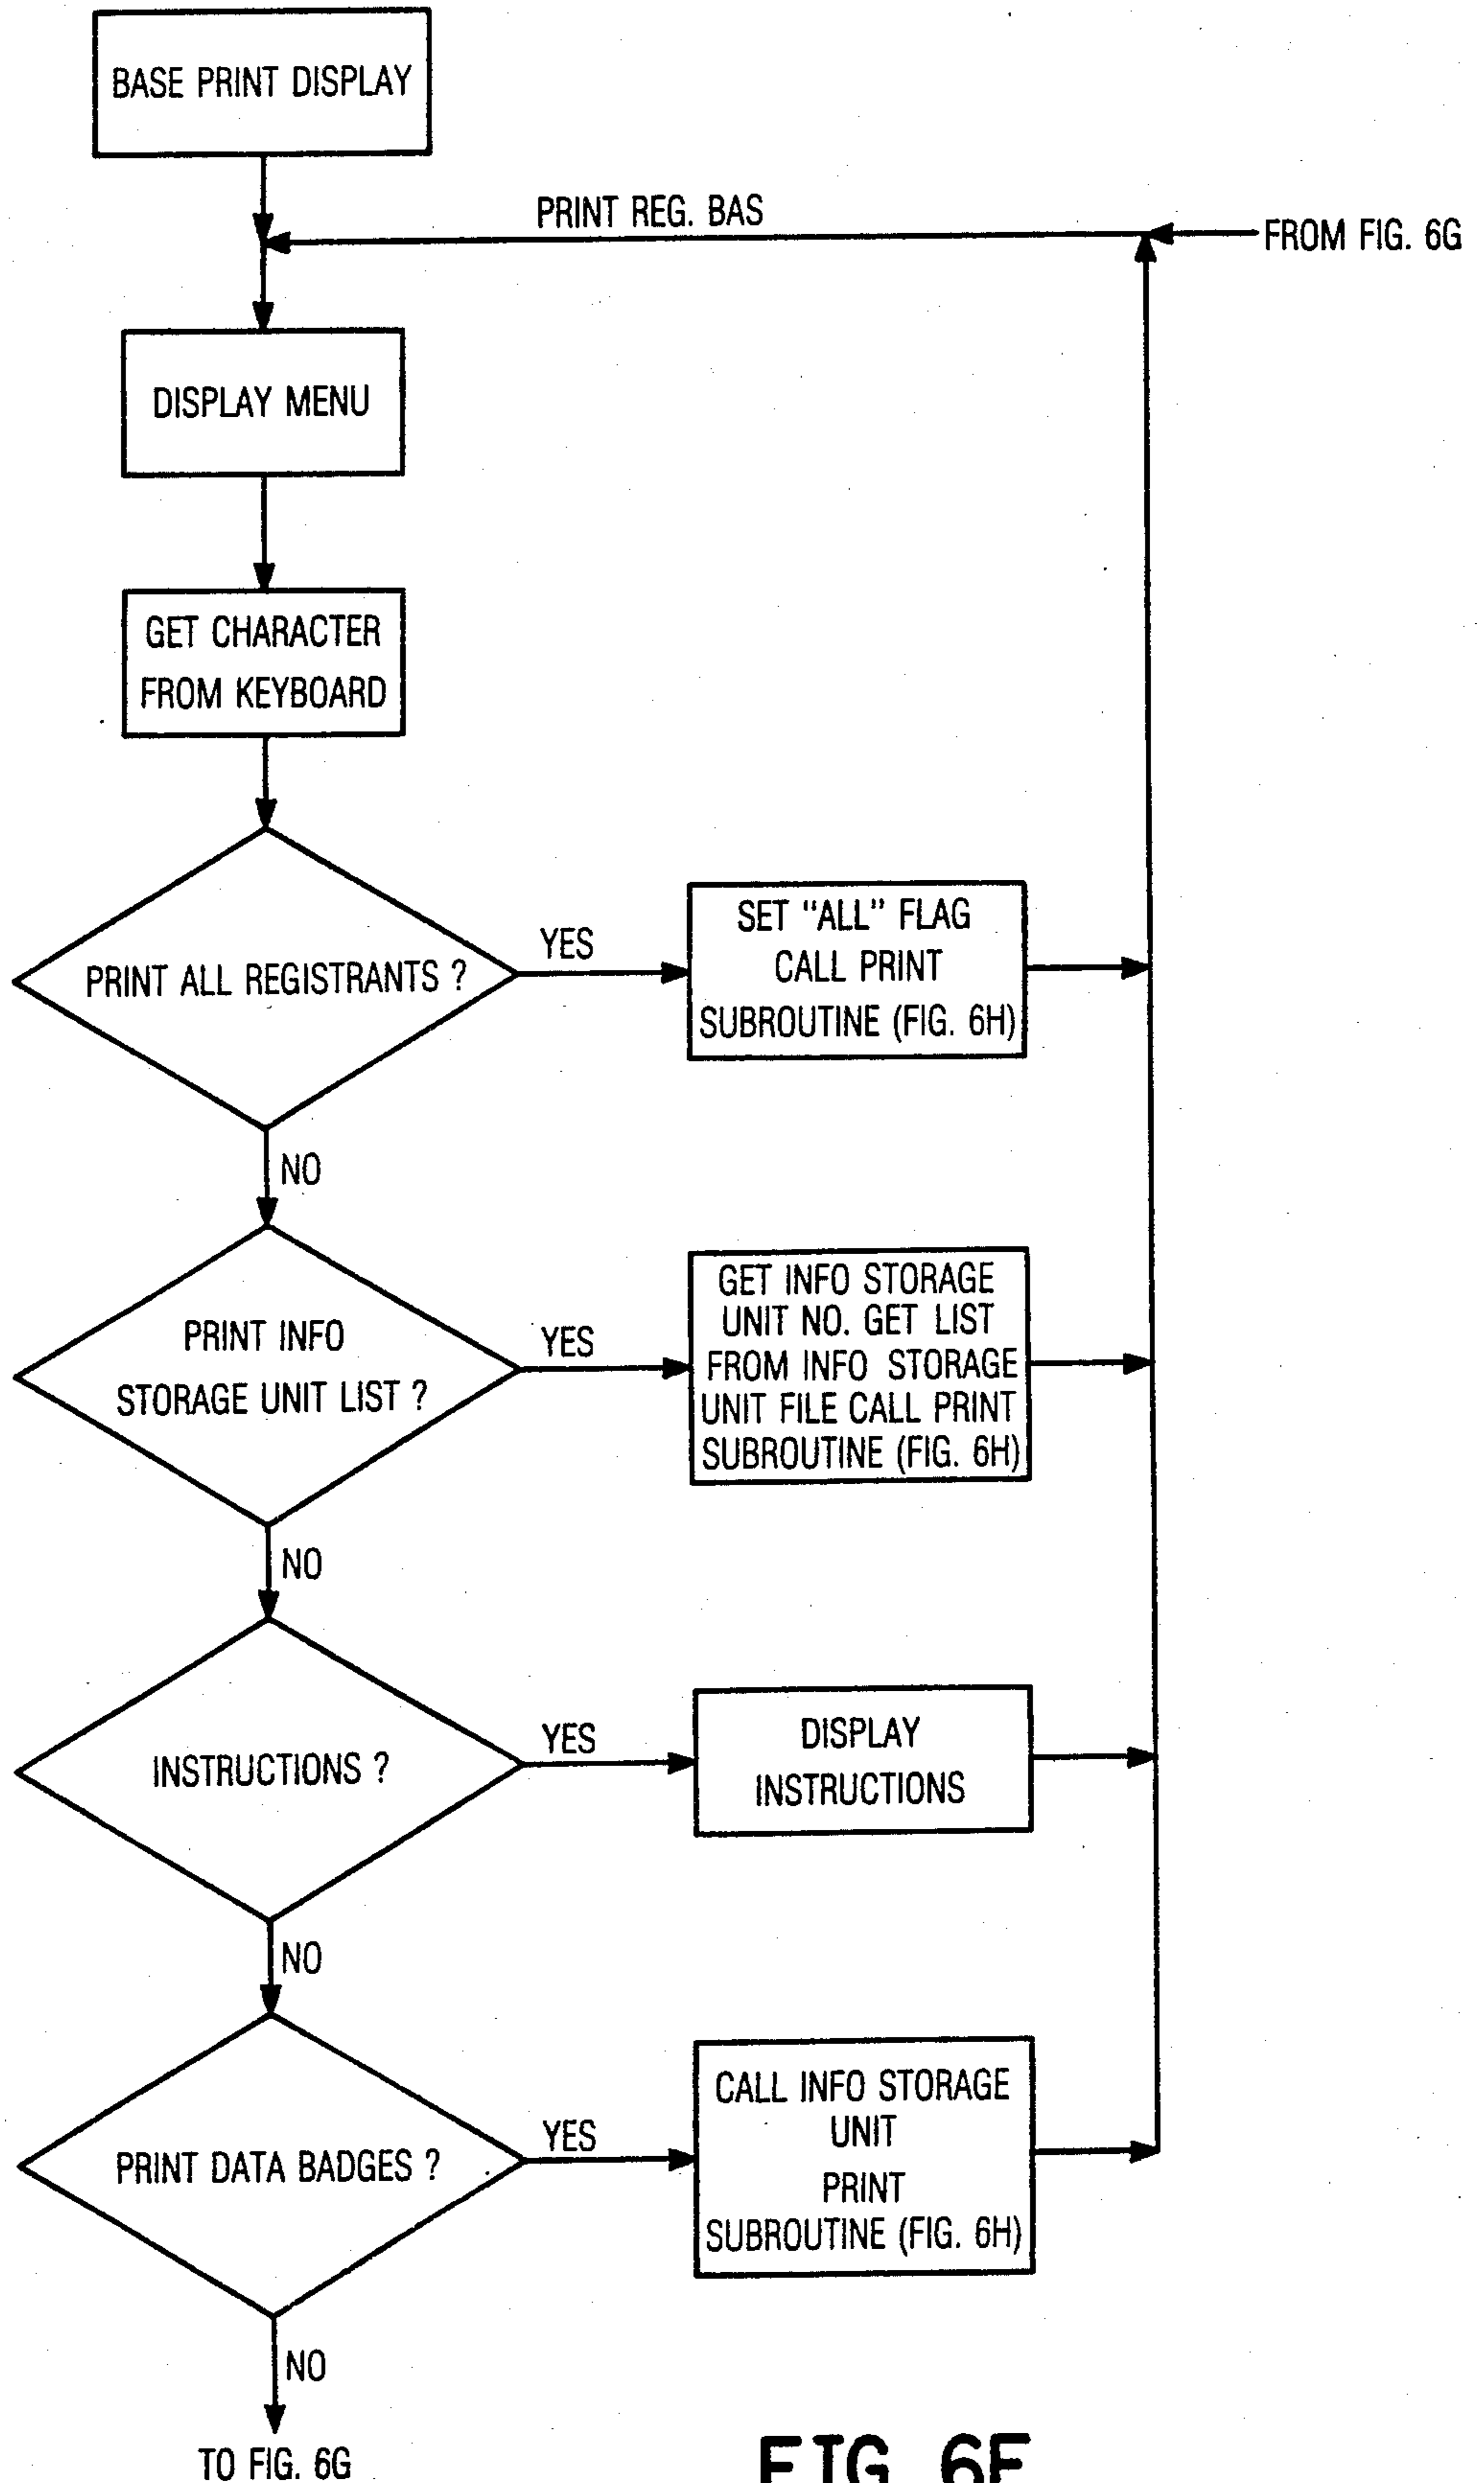 BASE PRINT DISPLAY
PRINT REG. BAS
FROM FIG. 6G
DISPLAY MENU
GET CHARACTER
FROM KEYBOARD
PRINT ALL REGISTRANTS ?
YES
SET "ALL" FLAG
CALL PRINT
SUBROUTINE (FIG. 6H)
NO
PRINT INFO
STORAGE UNIT LIST ?
YES
GET INFO STORAGE
UNIT NO. GET LIST
FROM INFO STORAGE
UNIT FILE CALL PRINT
SUBROUTINE (FIG. 6H)
NO
INSTRUCTIONS ?
YES
DISPLAY
INSTRUCTIONS
NO
PRINT DATA BADGES ?
YES
CALL INFO STORAGE
UNIT
PRINT
SUBROUTINE (FIG. 6H)
NO
TO FIG. 6G
FIG 6F